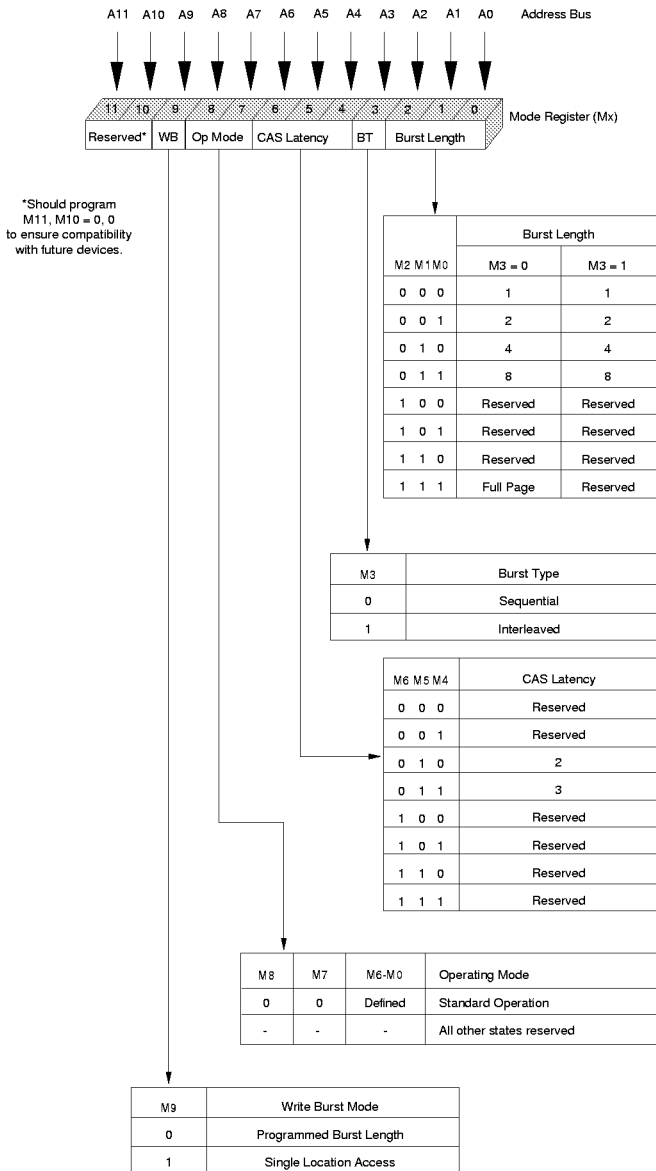 A11 A10 A9 A8 A7 A6 A5 A4 A3 A2 A1 A0 Address Bus
11 10 9 8 7 6 5 4 3 2 1 0 Mode Register (Mx)
Reserved* WB Op Mode CAS Latency BT Burst Length
*Should program
M11, M10 = 0, 0
to ensure compatibility
with future devices.
Burst Length
M2 M1 M0 M3 = 0 M3 = 1
0 0 0 1 1
0 0 1 2 2
0 1 0 4 4
0 1 1 8 8
1 0 0 Reserved Reserved
1 0 1 Reserved Reserved
1 1 0 Reserved Reserved
1 1 1 Full Page Reserved
M3 Burst Type
0 Sequential
1 Interleaved
M6 M5 M4 CAS Latency
0 0 0 Reserved
0 0 1 Reserved
0 1 0 2
0 1 1 3
1 0 0 Reserved
1 0 1 Reserved
1 1 0 Reserved
1 1 1 Reserved
M8 M7 M6-M0 Operating Mode
0 0 Defined Standard Operation
- - - All other states reserved
M9 Write Burst Mode
0 Programmed Burst Length
1 Single Location Access